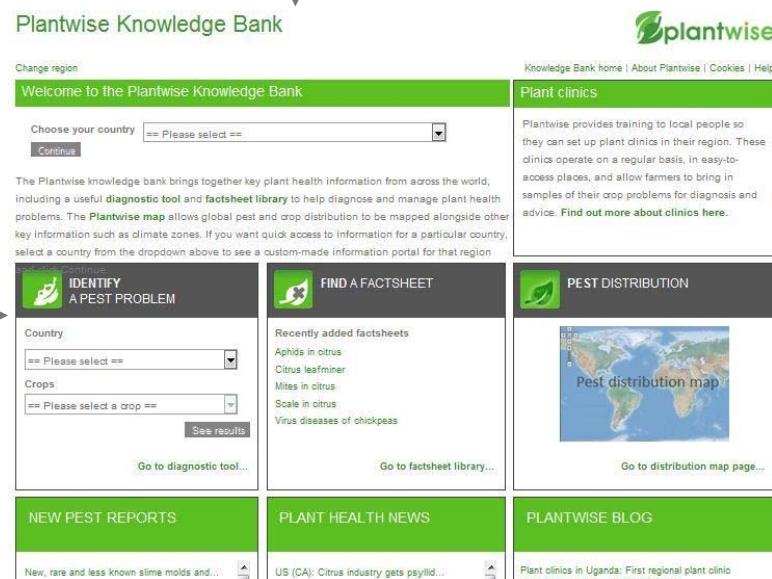 Plantwise Knowledge Bank
plantwise
Change region
Knowledge Bank home | About Plantwise | Cookies | Help
Welcome to the Plantwise Knowledge Bank
Choose your country
== Please select ==
Continue
The Plantwise knowledge bank brings together key plant health information from across the world,
including a useful diagnostic tool and factsheet library to help diagnose and manage plant health
problems. The Plantwise map allows global pest and crop distribution to be mapped alongside other
key information such as climate zones. If you want quick access to information for a particular country,
select a country from the dropdown above to see a custom-made information portal for that region
and click Continue.
Plant clinics
Plantwise provides training to local people so
they can set up plant clinics in their region. These
clinics operate on a regular basis, in easy-to-
access places, and allow farmers to bring in
samples of their crop problems for diagnosis and
advice. Find out more about clinics here.
IDENTIFY
A PEST PROBLEM
Country
== Please select ==
Crops
== Please select a crop ==
See results
Go to diagnostic tool...
FIND A FACTSHEET
Recently added factsheets
Aphids in citrus
Citrus leafminer
Mites in citrus
Scale in citrus
Virus diseases of chickpeas
Go to factsheet library...
PEST DISTRIBUTION
Pest distribution map
Go to distribution map page...
NEW PEST REPORTS
New, rare and less known slime molds and...
PLANT HEALTH NEWS
US (CA): Citrus industry gets psyllid...
PLANTWISE BLOG
Plant clinics in Uganda: First regional plant clinic